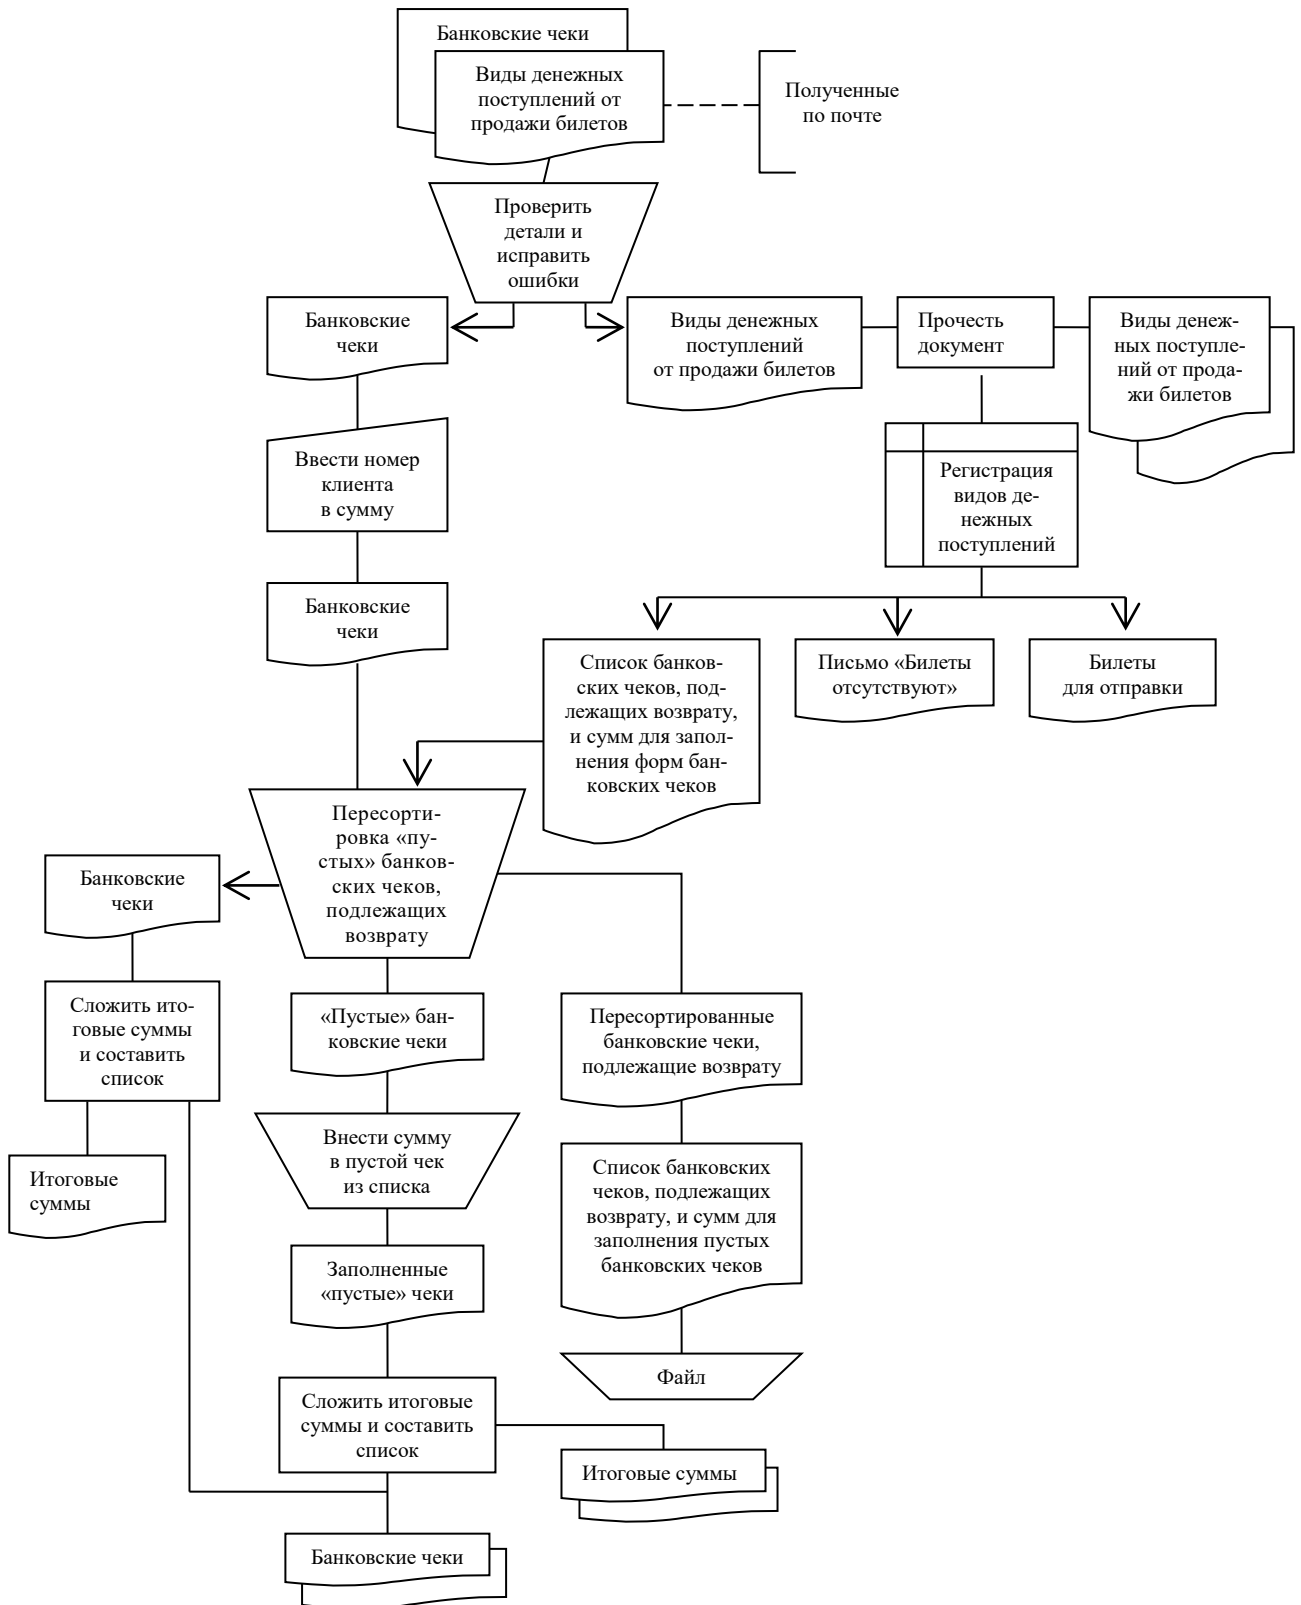 Банковские чеки
Виды денежных
поступлений от
продажи билетов
Полученные
по почте
Проверить
детали и
исправить
ошибки
Банковские
чеки
Виды денежных
поступлений
от продажи билетов
Прочесть
документ
Виды денеж-
ных поступле-
ний от прода-
жи билетов
Ввести номер
клиента
в сумму
Регистрация
видов де-
нежных
поступлений
Банковские
чеки
Список банков-
ских чеков, под-
лежащих возврату,
и сумм для запол-
нения форм бан-
ковских чеков
Письмо «Билеты
отсутствуют»
Билеты
для отправки
Пересорти-
ровка «пу-
стых» банков-
ских чеков,
подлежащих
возврату
Банковские
чеки
Сложить ито-
говые суммы
и составить
список
«Пустые» бан-
ковские чеки
Пересортированные
банковские чеки,
подлежащие возврату
Внести сумму
в пустой чек
из списка
Итоговые
суммы
Список банковских
чеков, подлежащих
возврату, и сумм для
заполнения пустых
банковских чеков
Заполненные
«пустые» чеки
Файл
Сложить итоговые
суммы и составить
список
Итоговые суммы
Банковские чеки